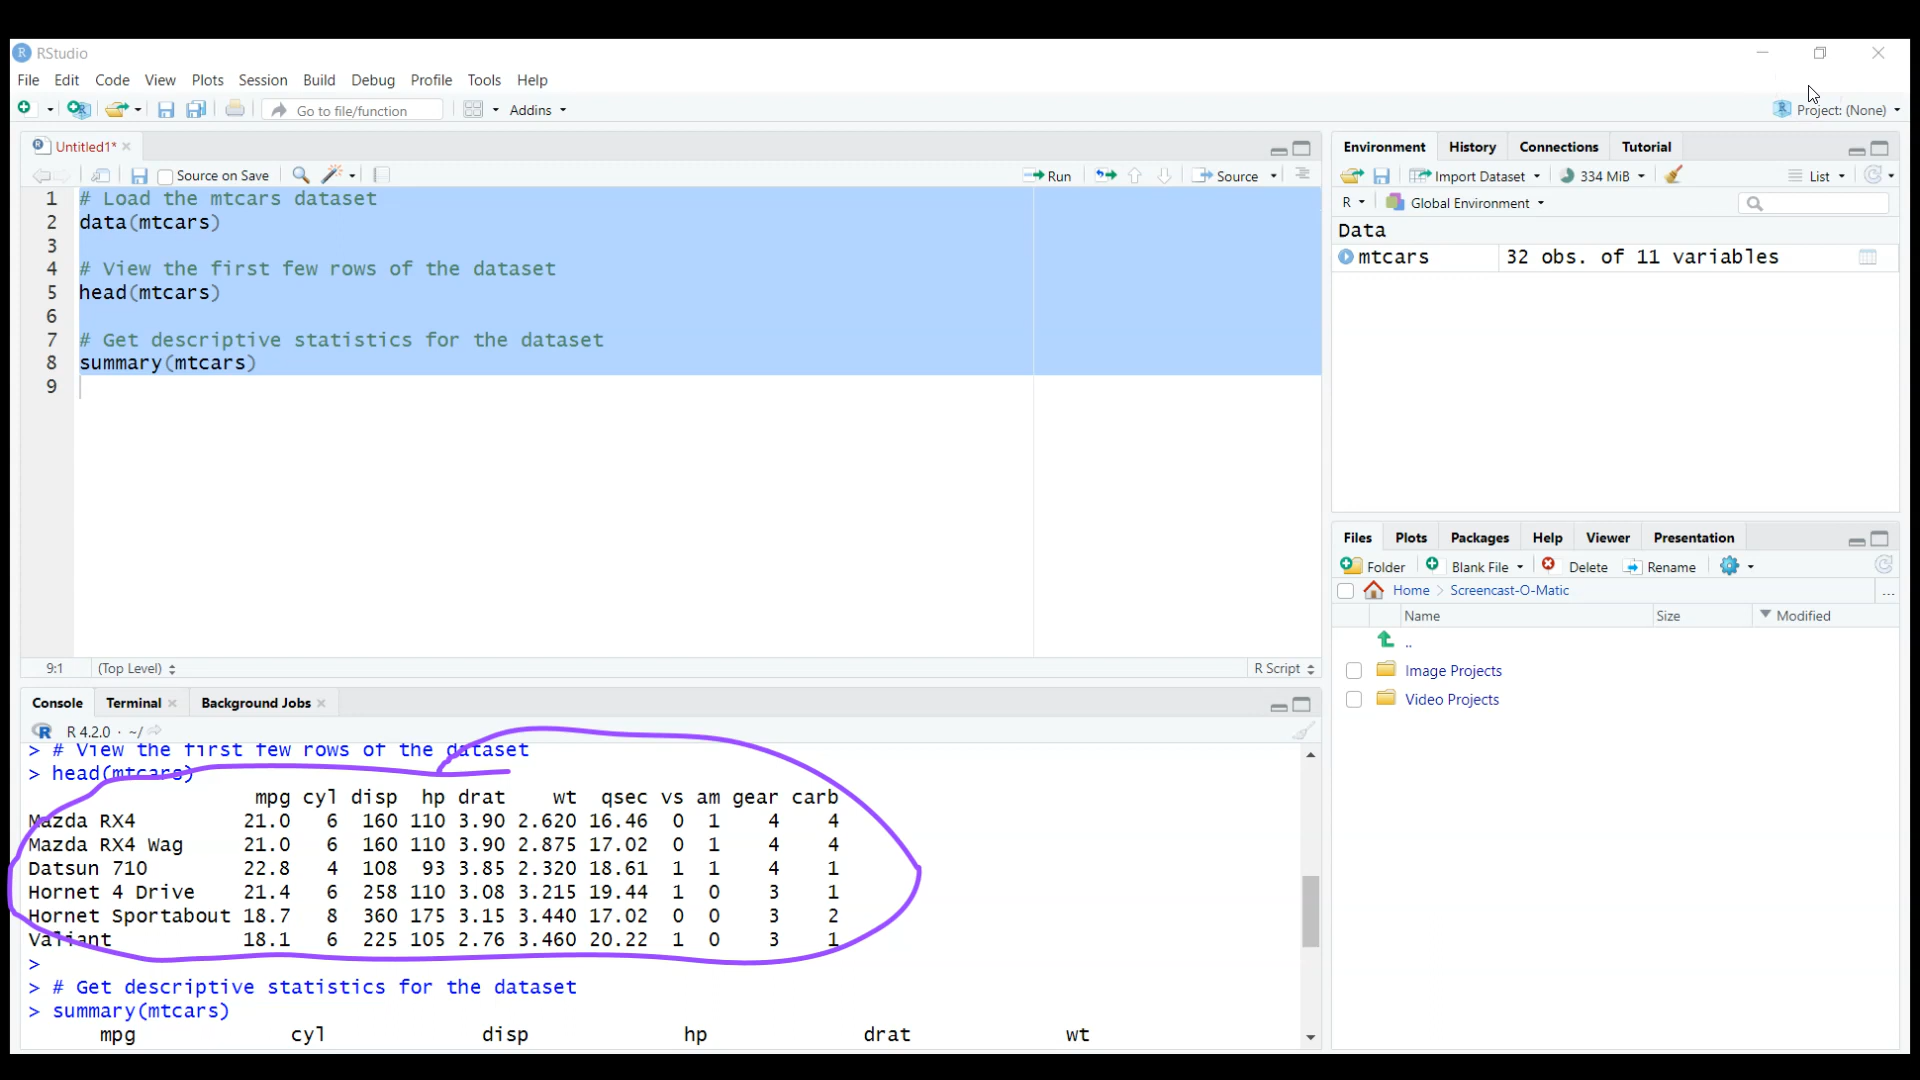 RStudio
File Edit Code View Plots Session Build Debug Profile Tools Help
Go to file/function Addins Project: (None)
Untitled1*
Source on Save Run Source
1 # Load the mtcars dataset
2 data(mtcars)
3
4 # View the first few rows of the dataset
5 head(mtcars)
6
7 # Get descriptive statistics for the dataset
8 summary(mtcars)
9
9:1 (Top Level) R Script
Console Terminal Background Jobs
R 4.2.0 · ~/
> # View the first few rows of the dataset
> head(mtcars)
mpg cyl disp hp drat wt qsec vs am gear carb
Mazda RX4 21.0 6 160 110 3.90 2.620 16.46 0 1 4 4
Mazda RX4 Wag 21.0 6 160 110 3.90 2.875 17.02 0 1 4 4
Datsun 710 22.8 4 108 93 3.85 2.320 18.61 1 1 4 1
Hornet 4 Drive 21.4 6 258 110 3.08 3.215 19.44 1 0 3 1
Hornet Sportabout 18.7 8 360 175 3.15 3.440 17.02 0 0 3 2
Valiant 18.1 6 225 105 2.76 3.460 20.22 1 0 3 1
>
> # Get descriptive statistics for the dataset
> summary(mtcars)
mpg cyl disp hp drat wt
Environment History Connections Tutorial
Import Dataset 334 MiB List
R Global Environment
Data
mtcars 32 obs. of 11 variables
Files Plots Packages Help Viewer Presentation
Folder Blank File Delete Rename
Home Screencast-O-Matic ...
Name Size Modified
..
Image Projects
Video Projects